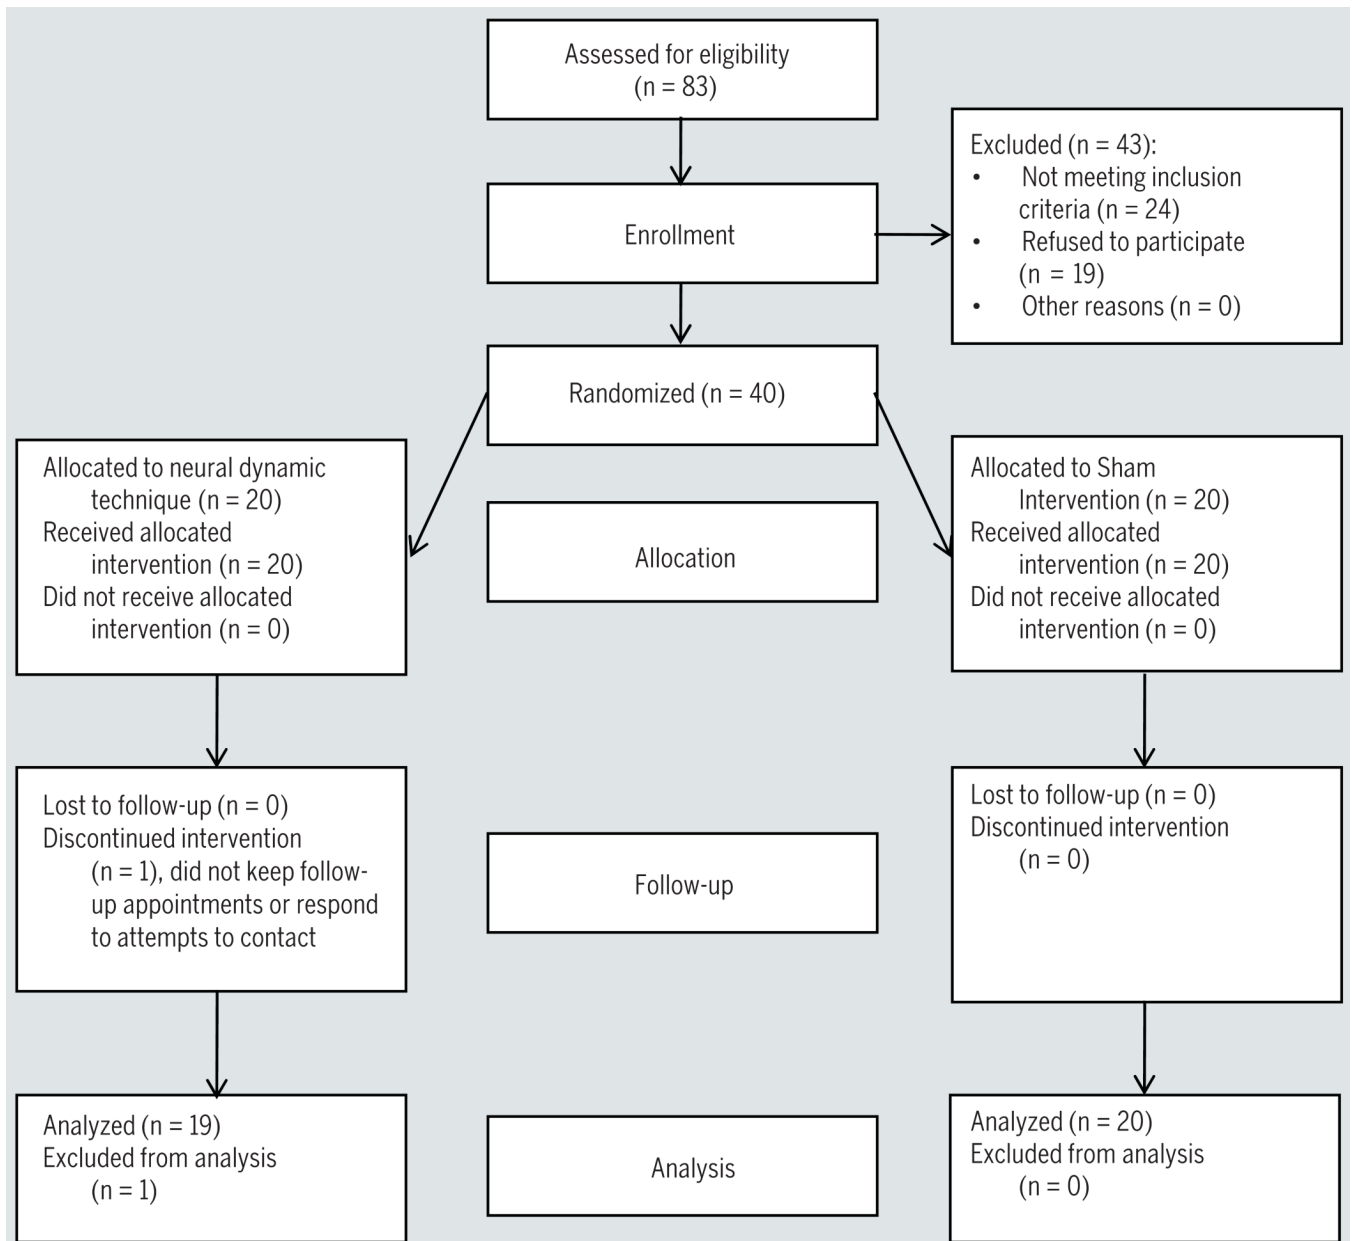 Assessed for eligibility
(n = 83)
Excluded (n = 43):
• Not meeting inclusion
criteria (n = 24)
• Refused to participate
(n = 19)
• Other reasons (n = 0)
Enrollment
Randomized (n = 40)
Allocated to neural dynamic
technique (n = 20)
Received allocated
intervention (n = 20)
Did not receive allocated
intervention (n = 0)
Allocation
Allocated to Sham
Intervention (n = 20)
Received allocated
intervention (n = 20)
Did not receive allocated
intervention (n = 0)
Lost to follow-up (n = 0)
Discontinued intervention
(n = 1), did not keep follow-
up appointments or respond
to attempts to contact
Follow-up
Lost to follow-up (n = 0)
Discontinued intervention
(n = 0)
Analyzed (n = 19)
Excluded from analysis
(n = 1)
Analysis
Analyzed (n = 20)
Excluded from analysis
(n = 0)